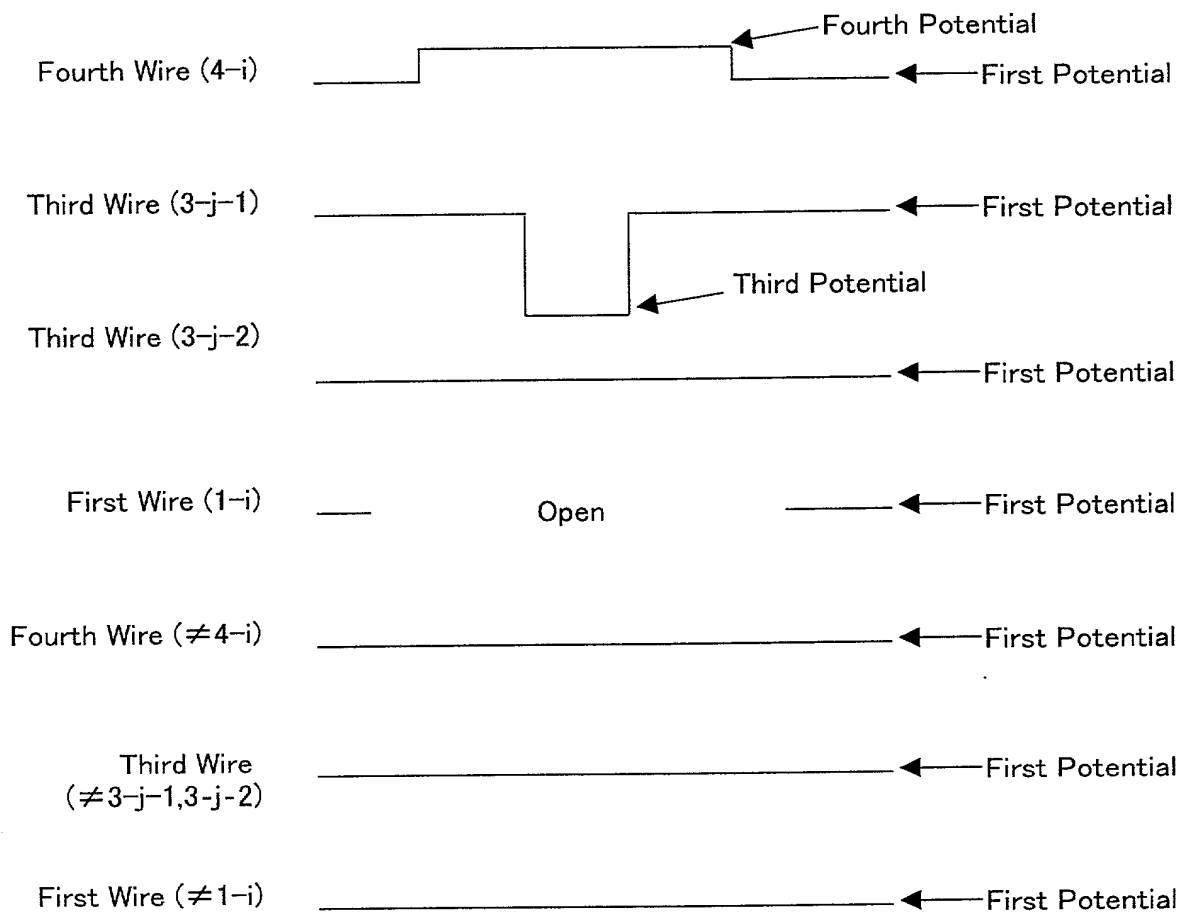 Fourth Potential
Fourth Wire (4-i)
First Potential
Third Wire (3-j-1)
First Potential
Third Potential
Third Wire (3-j-2)
First Potential
First Wire (1-i)
Open
First Potential
Fourth Wire (≠4-i)
First Potential
Third Wire
(≠3-j-1,3-j-2)
First Potential
First Wire (≠1-i)
First Potential